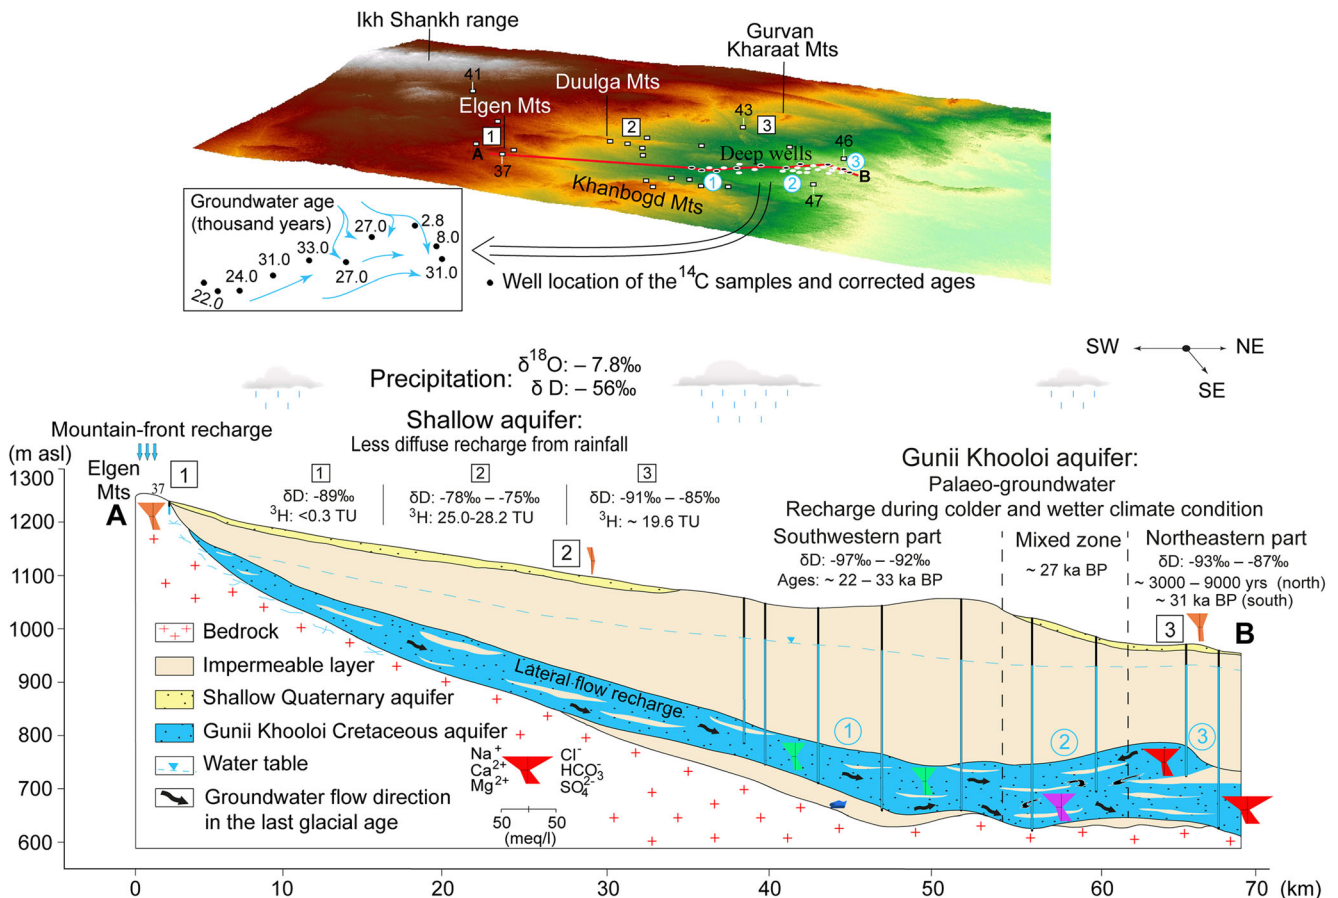 Ikh Shankh range
Gurvan
Kharaat Mts
41
Duulga Mts
Elgen Mts
43
1
2
3
46
A
37
Deep wells
3
B
1
2
47
Khanbogd Mts
Groundwater age
(thousand years)
27.0
2.8
33.0
8.0
31.0
24.0
27.0
31.0
22.0
• Well location of the ¹⁴C samples and corrected ages
SW
NE
SE
Precipitation:
δ¹⁸O: – 7.8‰
δ D: – 56‰
Shallow aquifer:
Less diffuse recharge from rainfall
Mountain-front recharge
(m asl)
Elgen
Mts
37
A
1
1
δD: -89‰
³H: <0.3 TU
2
δD: -78‰ – -75‰
³H: 25.0-28.2 TU
3
δD: -91‰ – -85‰
³H: ~ 19.6 TU
Gunii Khooloi aquifer:
Palaeo-groundwater
Recharge during colder and wetter climate condition
Southwestern part
δD: -97‰ – -92‰
Ages: ~ 22 – 33 ka BP
Mixed zone
~ 27 ka BP
Northeastern part
δD: -93‰ – -87‰
~ 3000 – 9000 yrs (north)
~ 31 ka BP (south)
2
3
B
1300
1200
1100
1000
900
800
700
600
Bedrock
Impermeable layer
Shallow Quaternary aquifer
Gunii Khooloi Cretaceous aquifer
Water table
Groundwater flow direction
in the last glacial age
Lateral flow recharge
Na⁺
Ca²⁺
Mg²⁺
Cl⁻
HCO₃⁻
SO₄²⁻
50
50
(meq/l)
1
2
3
0
10
20
30
40
50
60
70
(km)